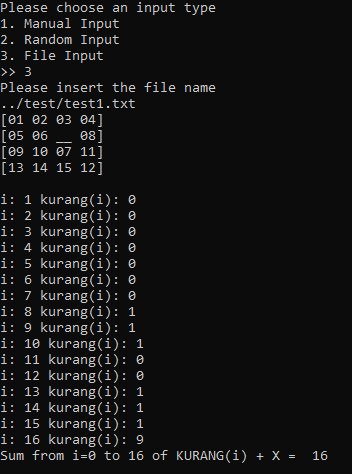 Please choose an input type
1. Manual Input
2. Random Input
3. File Input
>> 3
Please insert the file name
../test/test1.txt
[01 02 03 04]
[05 06 __ 08]
[09 10 07 11]
[13 14 15 12]
i: 1 kurang(i): 0
i: 2 kurang(i): 0
i: 3 kurang(i): 0
i: 4 kurang(i): 0
i: 5 kurang(i): 0
i: 6 kurang(i): 0
i: 7 kurang(i): 0
i: 8 kurang(i): 1
i: 9 kurang(i): 1
i: 10 kurang(i): 1
i: 11 kurang(i): 0
i: 12 kurang(i): 0
i: 13 kurang(i): 1
i: 14 kurang(i): 1
i: 15 kurang(i): 1
i: 16 kurang(i): 9
Sum from i=0 to 16 of KURANG(i) + X =  16